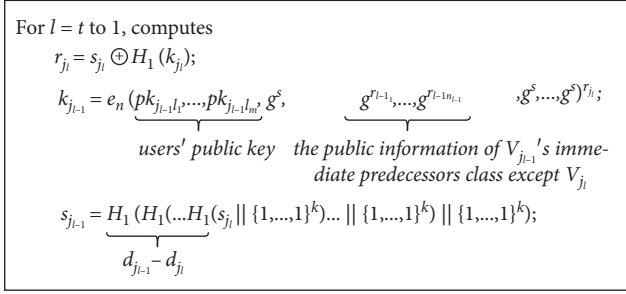 For l = t to 1, computes
r_{j_l} = s_{j_l} ⊕ H_1 (k_{j_l});
k_{j_{l-1}} = e_n (pk_{j_{l-1}l_1},...,pk_{j_{l-1}l_m}, g^s, g^{r_{l-1_1}},...,g^{r_{l-1n_{l-1}}} ,g^s,...,g^s)^{r_{j_l}};
users' public key the public information of V_{j_{l-1}}'s imme-
diate predecessors class except V_{j_l}
s_{j_{l-1}} = H_1 (H_1(...H_1(s_{j_l} || {1,...,1}^k)... || {1,...,1}^k) || {1,...,1}^k);
d_{j_{l-1}} – d_{j_l}